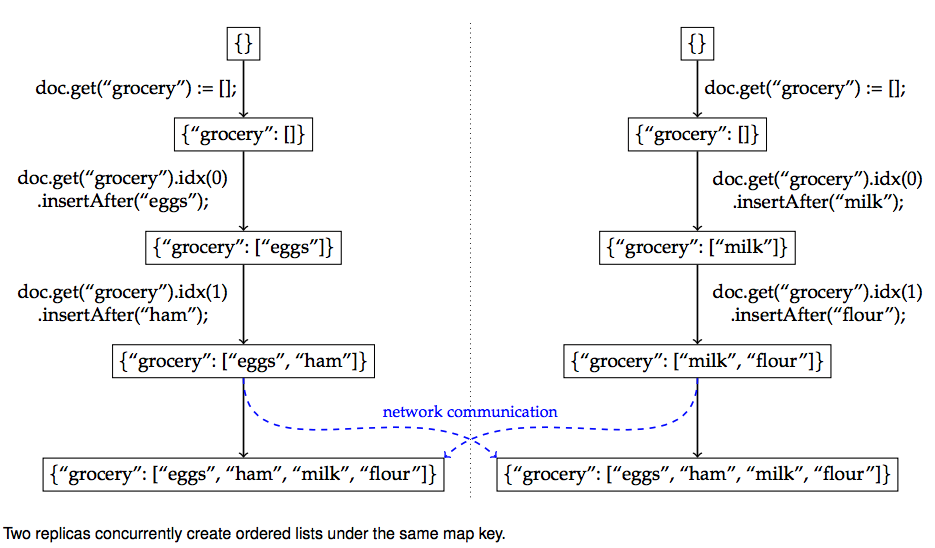 {}
{}
doc.get(“grocery”) := [];
doc.get(“grocery”) := [];
{“grocery”: []}
{“grocery”: []}
doc.get(“grocery”).idx(0)
.insertAfter(“eggs”);
doc.get(“grocery”).idx(0)
.insertAfter(“milk”);
{“grocery”: [“eggs”]}
{“grocery”: [“milk”]}
doc.get(“grocery”).idx(1)
.insertAfter(“ham”);
doc.get(“grocery”).idx(1)
.insertAfter(“flour”);
{“grocery”: [“eggs”, “ham”]}
{“grocery”: [“milk”, “flour”]}
network communication
{“grocery”: [“eggs”, “ham”, “milk”, “flour”]}
{“grocery”: [“eggs”, “ham”, “milk”, “flour”]}
Two replicas concurrently create ordered lists under the same map key.